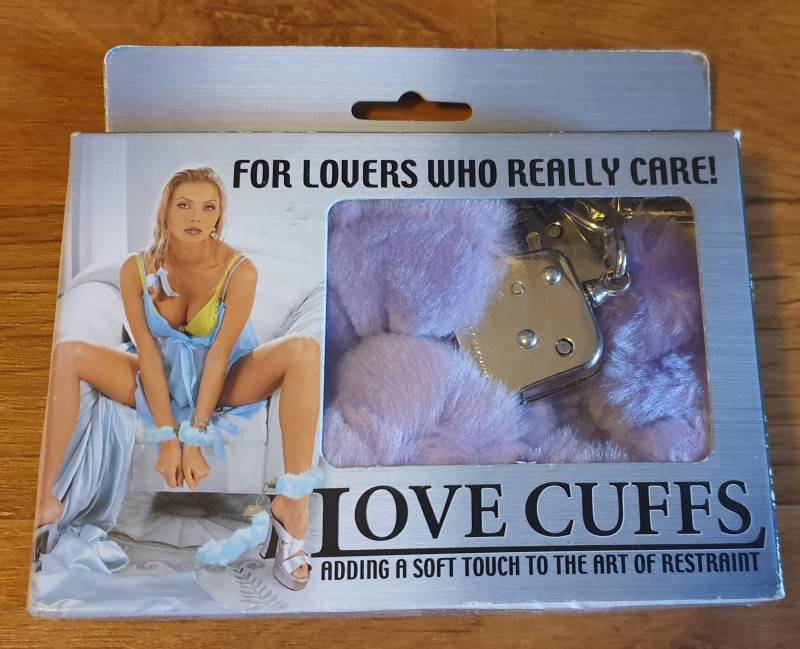 FOR LOVERS WHO REALLY CARE!
LOVE CUFFS
ADDING A SOFT TOUCH TO THE ART OF RESTRAINT